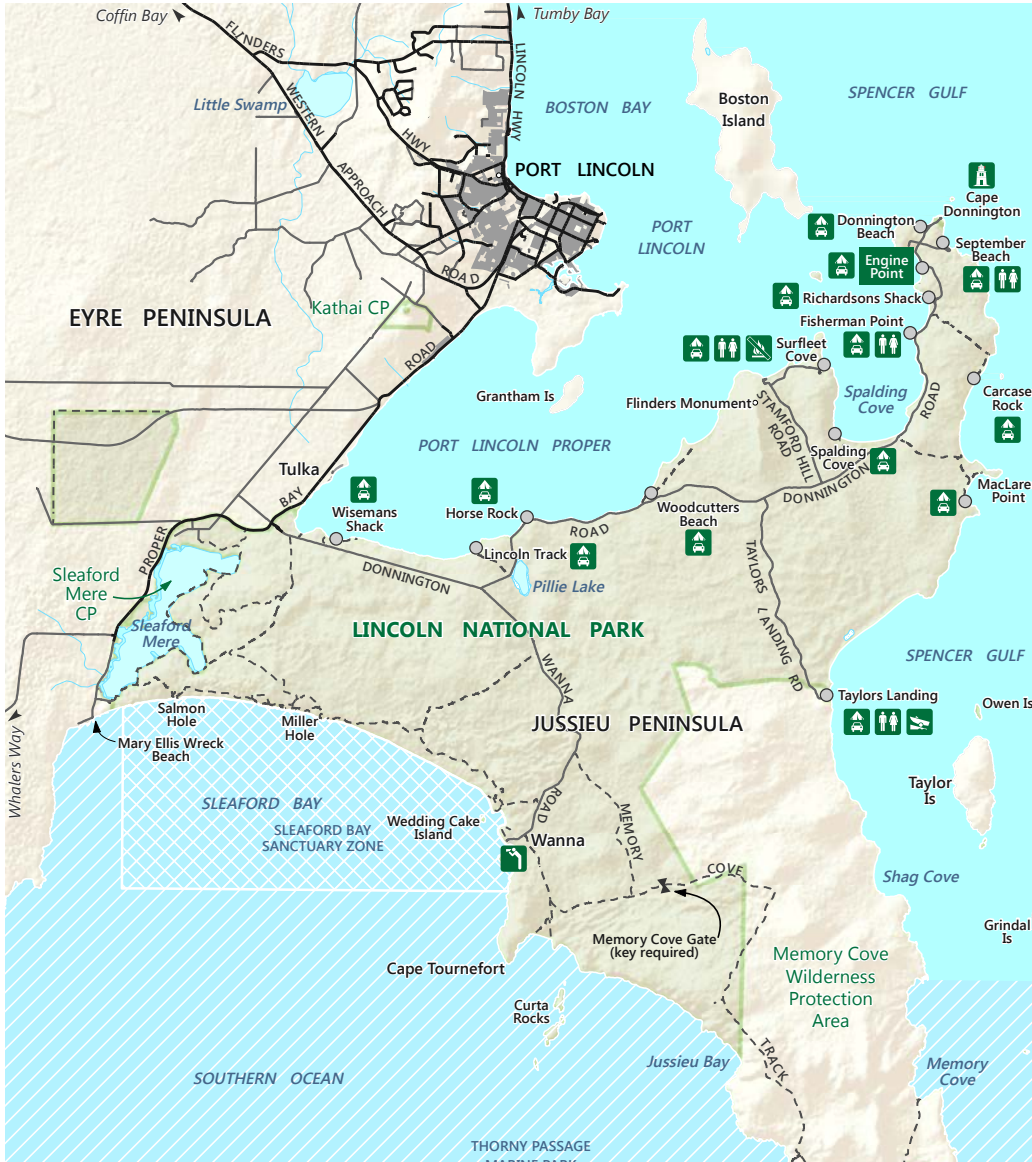 Coffin Bay
Tumby Bay
FLINDERS
HWY
LINCOLN HWY
Little Swamp
WESTERN
APPROACH
ROAD
BOSTON BAY
Boston
Island
SPENCER GULF
PORT LINCOLN
PORT
LINCOLN
Cape
Donnington
Donnington
Beach
September
Beach
Engine
Point
Richardsons Shack
Fisherman Point
Surfleet
Cove
EYRE PENINSULA
Kathai CP
ROAD
Grantham Is
Flinders Monument
STAMFORD HILL
ROAD
Spalding
Cove
ROAD
Carcase
Rock
PORT LINCOLN PROPER
Spalding
Cove
DONNINGTON
MacLare
Point
Tulka
BAY
PROPER
Wisemans
Shack
Horse Rock
ROAD
Woodcutters
Beach
Lincoln Track
DONNINGTON
Pillie Lake
TAYLORS LANDING RD
Sleaford
Mere
CP
Sleaford
Mere
LINCOLN NATIONAL PARK
WANNA
ROAD
SPENCER GULF
Taylors Landing
Owen Is
Salmon
Hole
Miller
Hole
JUSSIEU PENINSULA
Mary Ellis Wreck
Beach
Whalers Way
Taylor
Is
SLEAFORD BAY
SLEAFORD BAY
SANCTUARY ZONE
Wedding Cake
Island
Wanna
MEMORY
COVE
TRACK
Shag Cove
Grindal
Is
Memory Cove Gate
(key required)
Memory Cove
Wilderness
Protection
Area
Cape Tournefort
Curta
Rocks
Jussieu Bay
Memory
Cove
SOUTHERN OCEAN
THORNY PASSAGE
MARINE PARK